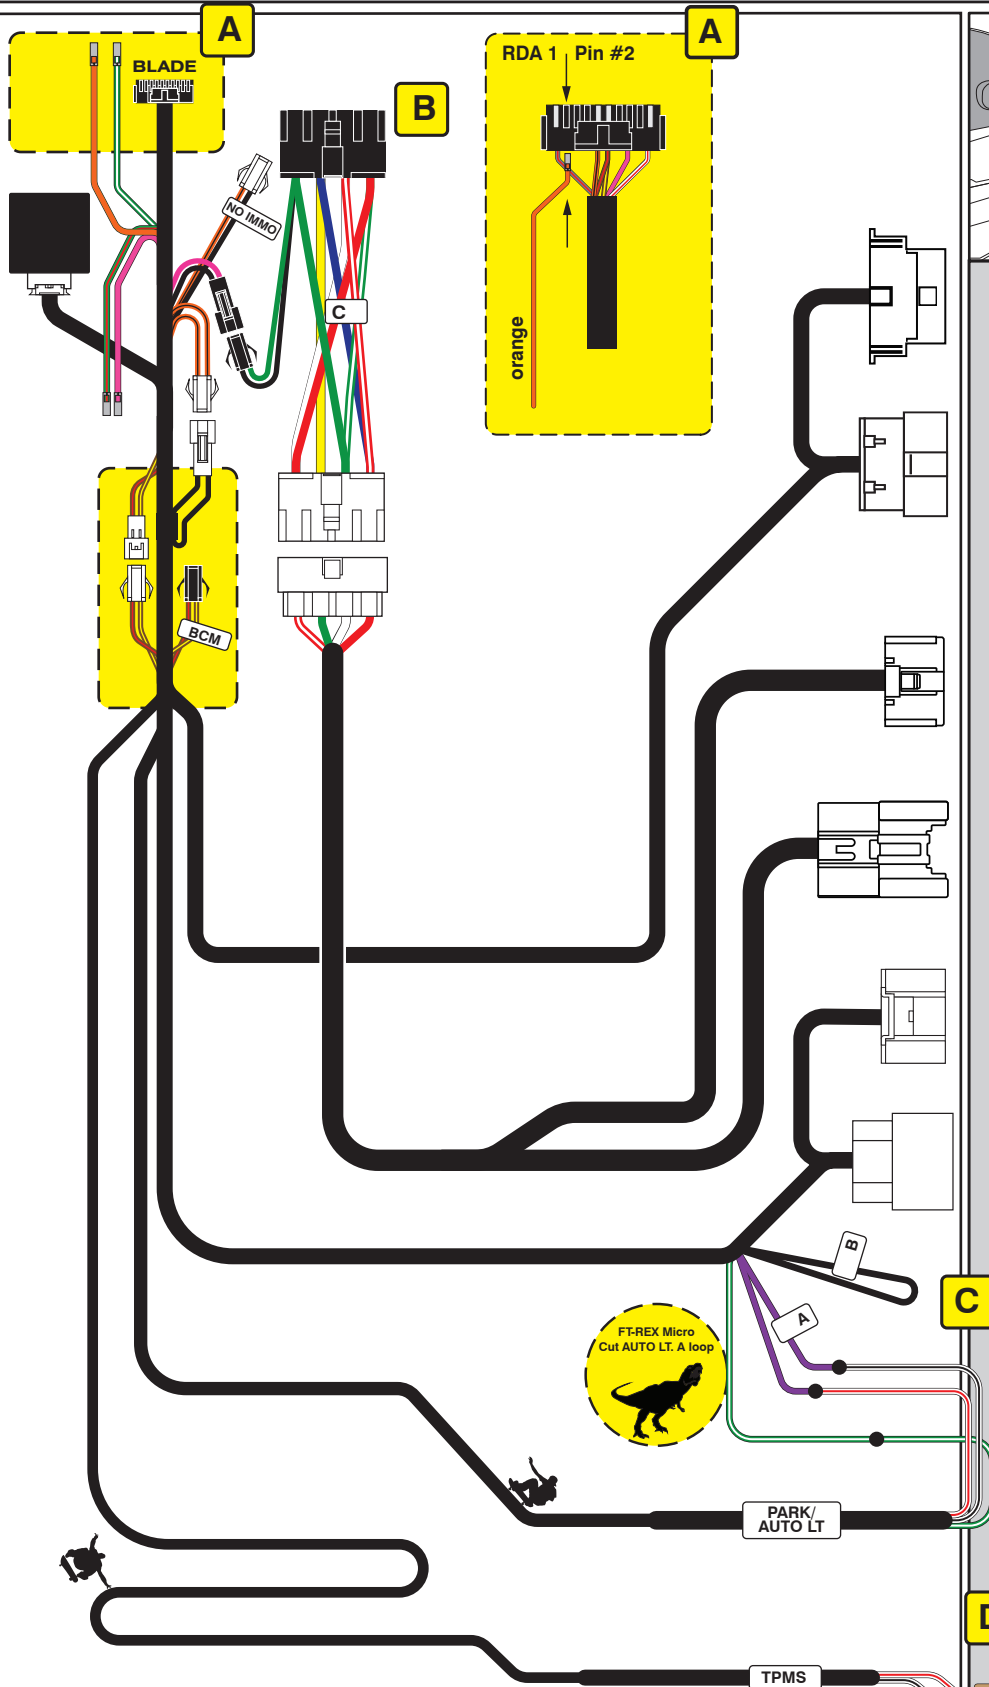 A
BLADE
A
RDA 1
Pin #2
B
NO IMMO
C
orange
BCM
B
C
A
FT-REX Micro
Cut AUTO LT. A loop
PARK/
AUTO LT
D
TPMS